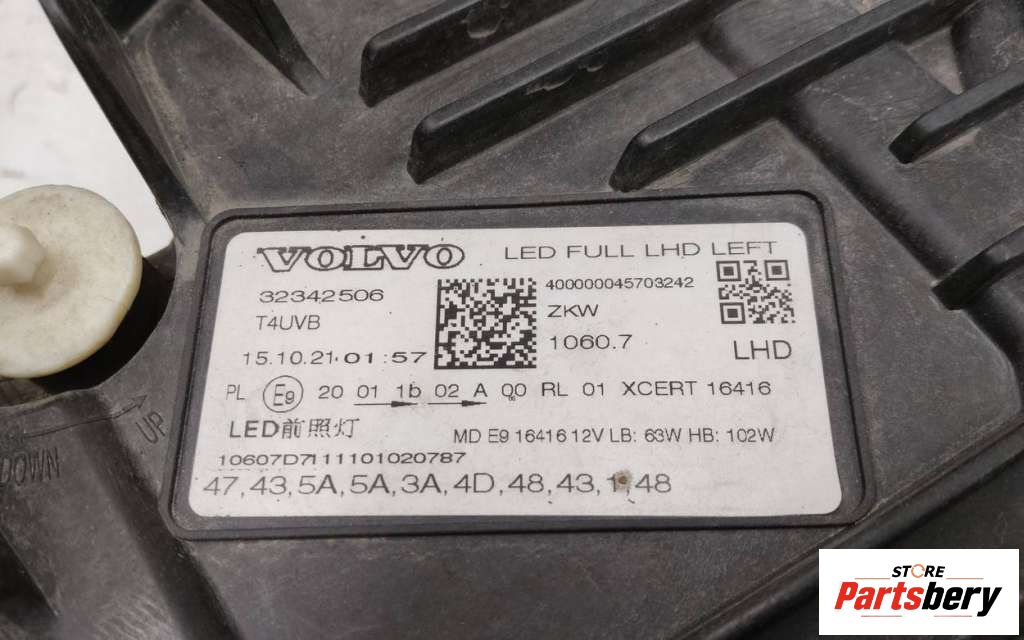 VOLVO LED FULL LHD LEFT
32342506 400000045703242
T4UVB ZKW
15.10.21 01:57 1060.7 LHD
PL E9 20 01 1b 02 A 00 RL 01 XCERT 16416
LED前照灯 MD E9 16416 12V LB: 63W HB: 102W
10607D7111101020787
47,43,5A,5A,3A,4D,48,43,1,48
UP
DOWN
STORE
Partsbery